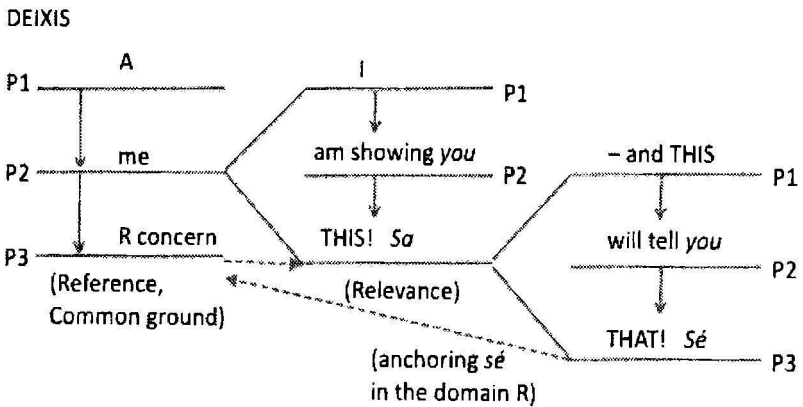 DEIXIS
A
P1
me
P2
R concern
P3
(Reference,
Common ground)
I
P1
am showing you
P2
THIS! Sa
(Relevance)
– and THIS
P1
will tell you
P2
THAT! Sé
P3
(anchoring sé
in the domain R)